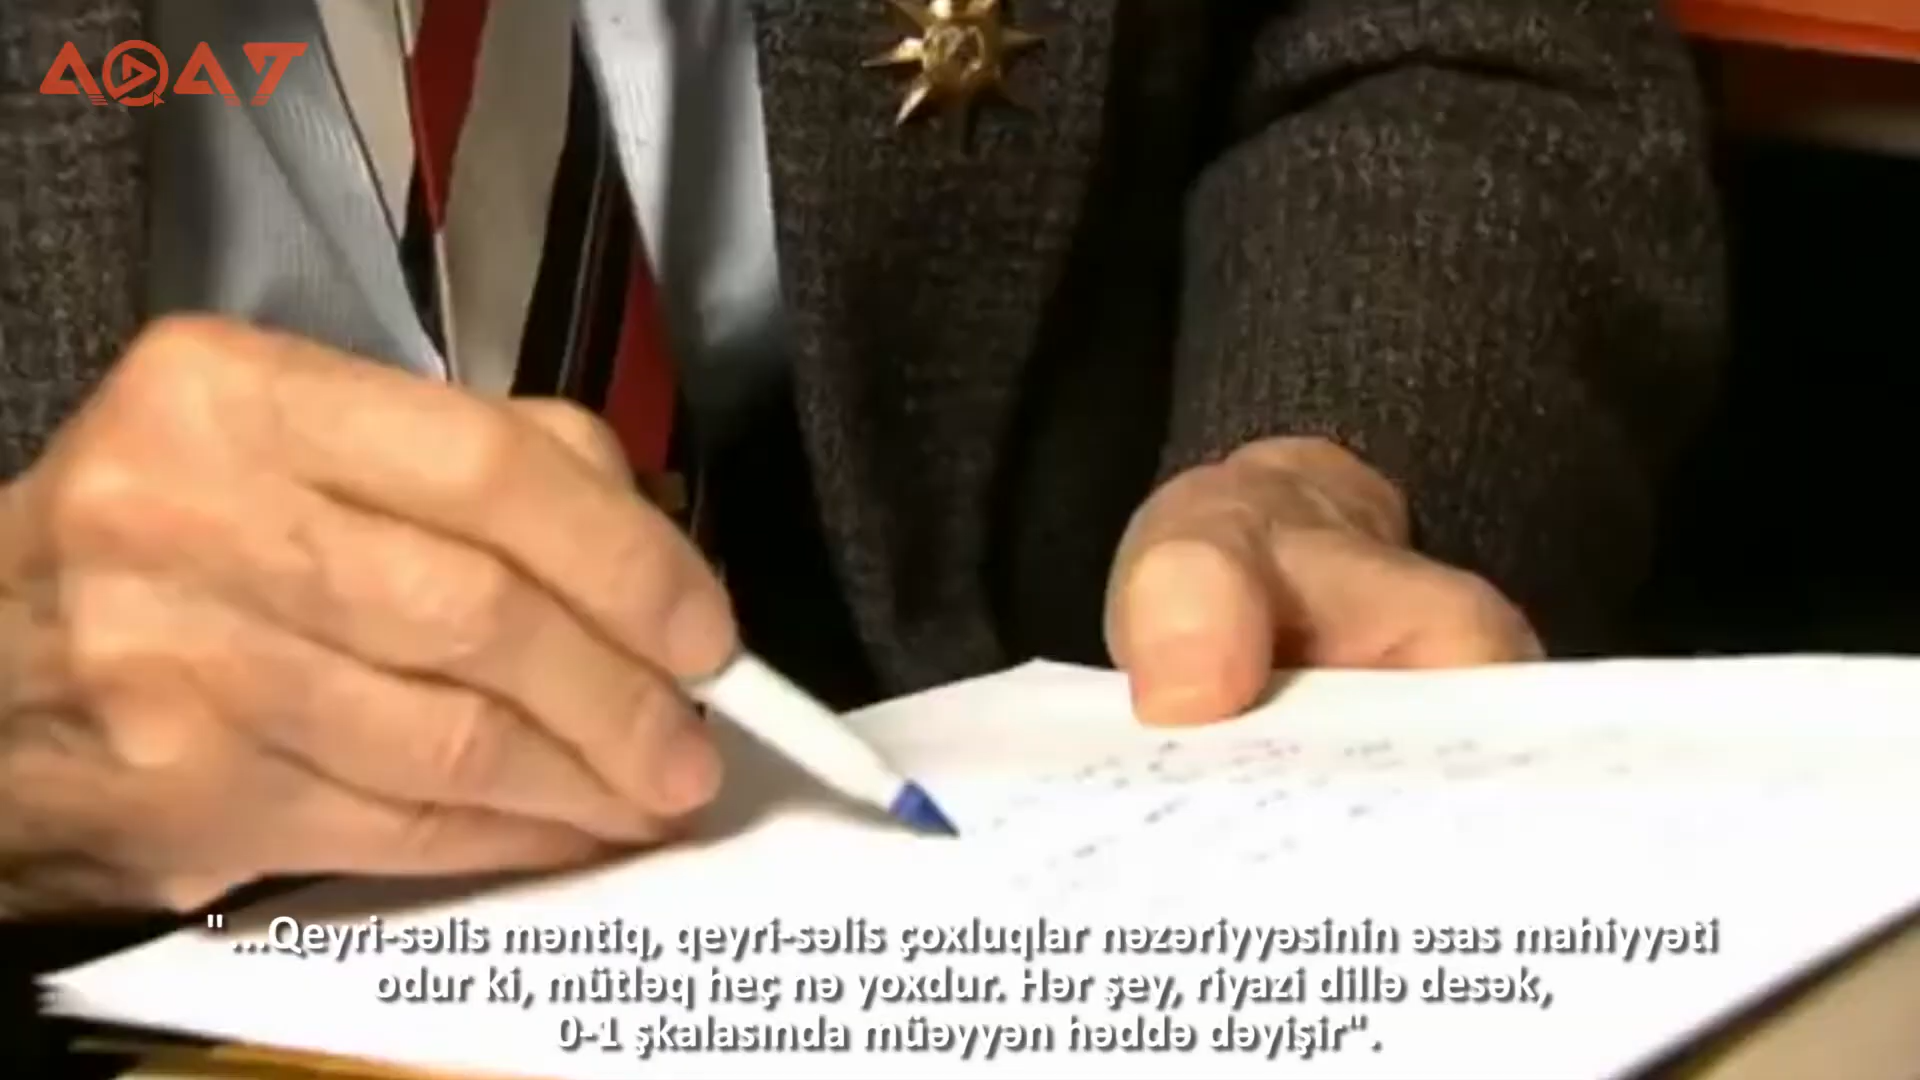 AQAY
"...Qeyri-səlis məntiq, qeyri-səlis çoxluqlar nəzəriyyəsinin əsas mahiyyəti
odur ki, mütləq heç nə yoxdur. Hər şey, riyazi dillə desək,
0-1 şkalasında müəyyən həddə dəyişir".